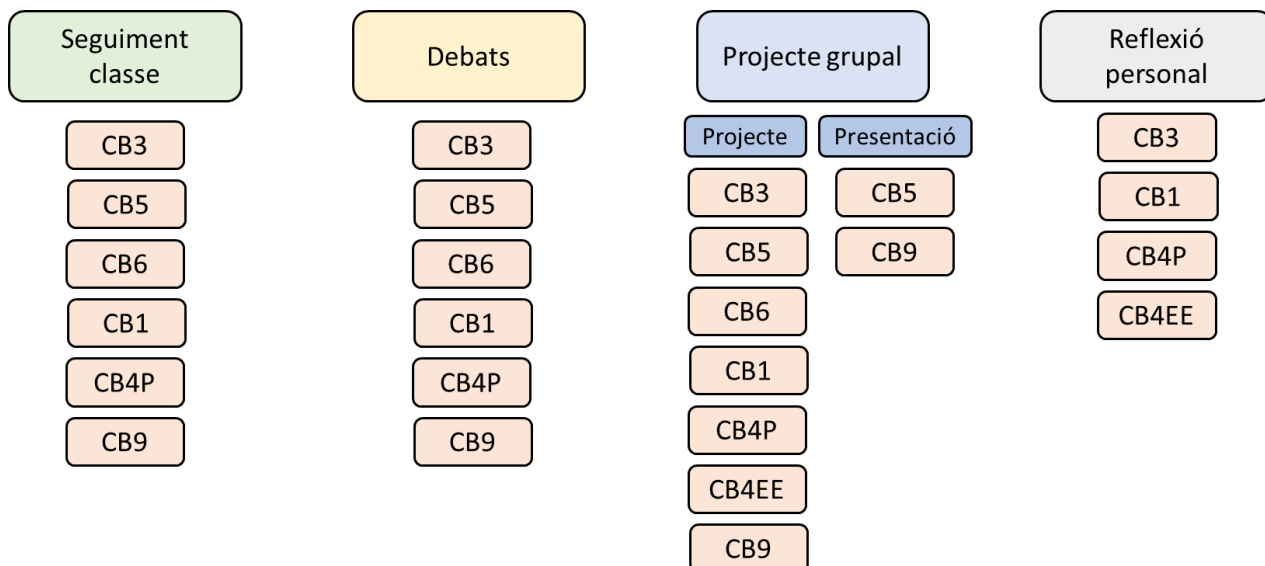 Seguiment
classe
CB3
CB5
CB6
CB1
CB4P
CB9
Debats
CB3
CB5
CB6
CB1
CB4P
CB9
Projecte grupal
Projecte
CB3
CB5
CB6
CB1
CB4P
CB4EE
CB9
Presentació
CB5
CB9
Reflexió
personal
CB3
CB1
CB4P
CB4EE